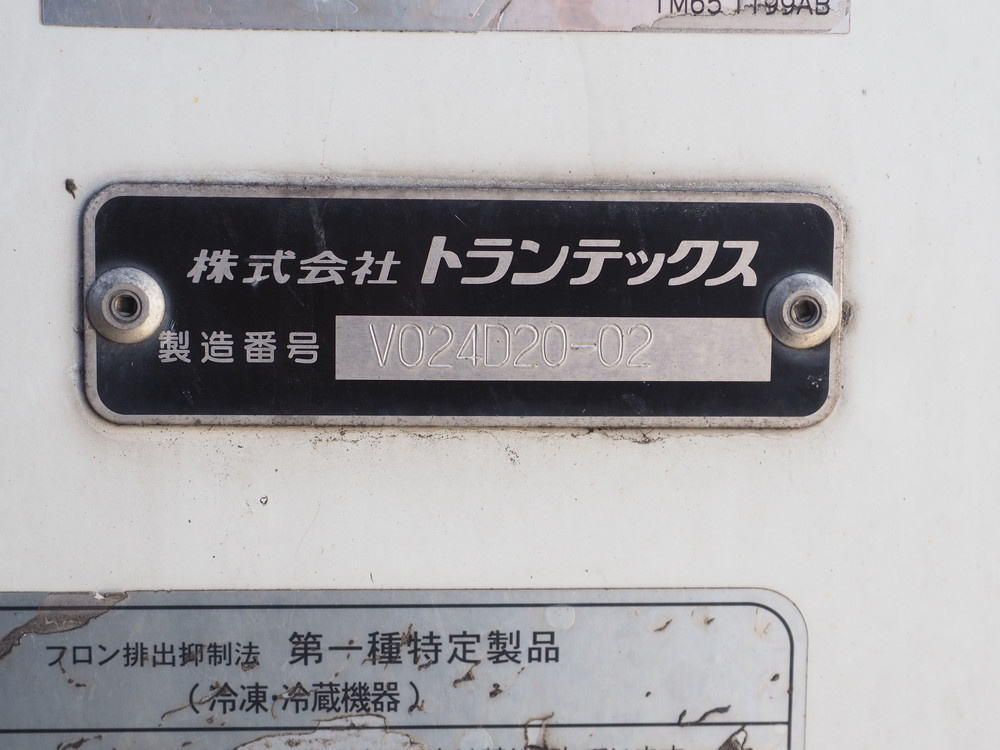 TM65 1199AB
株式会社 トランテックス
製造番号 V024D20-02
フロン排出抑制法 第一種特定製品
(冷凍・冷蔵機器)